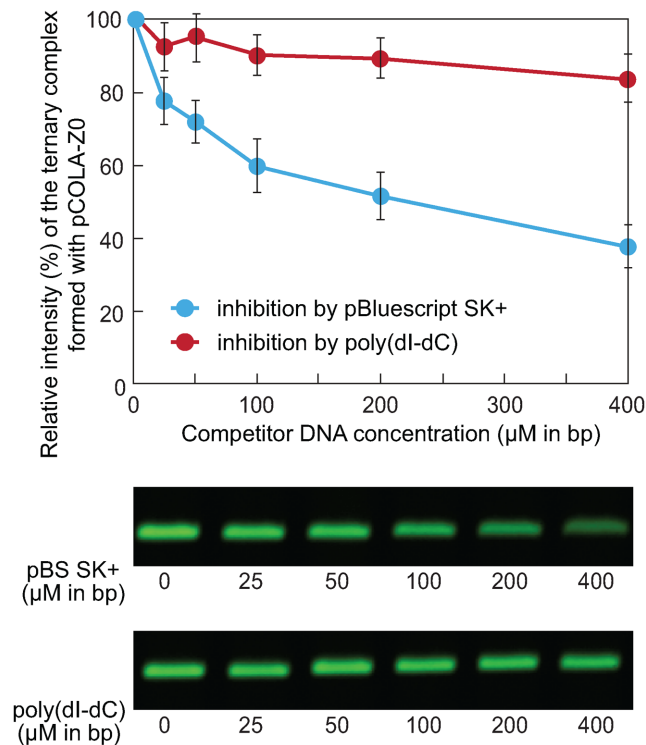 Relative intensity (%) of the ternary complex
formed with pCOLA-Z0
100
80
60
40
20
0
inhibition by pBluescript SK+
inhibition by poly(dI-dC)
0 100 200 300 400
Competitor DNA concentration (µM in bp)
pBS SK+
(µM in bp)
0 25 50 100 200 400
poly(dI-dC)
(µM in bp)
0 25 50 100 200 400